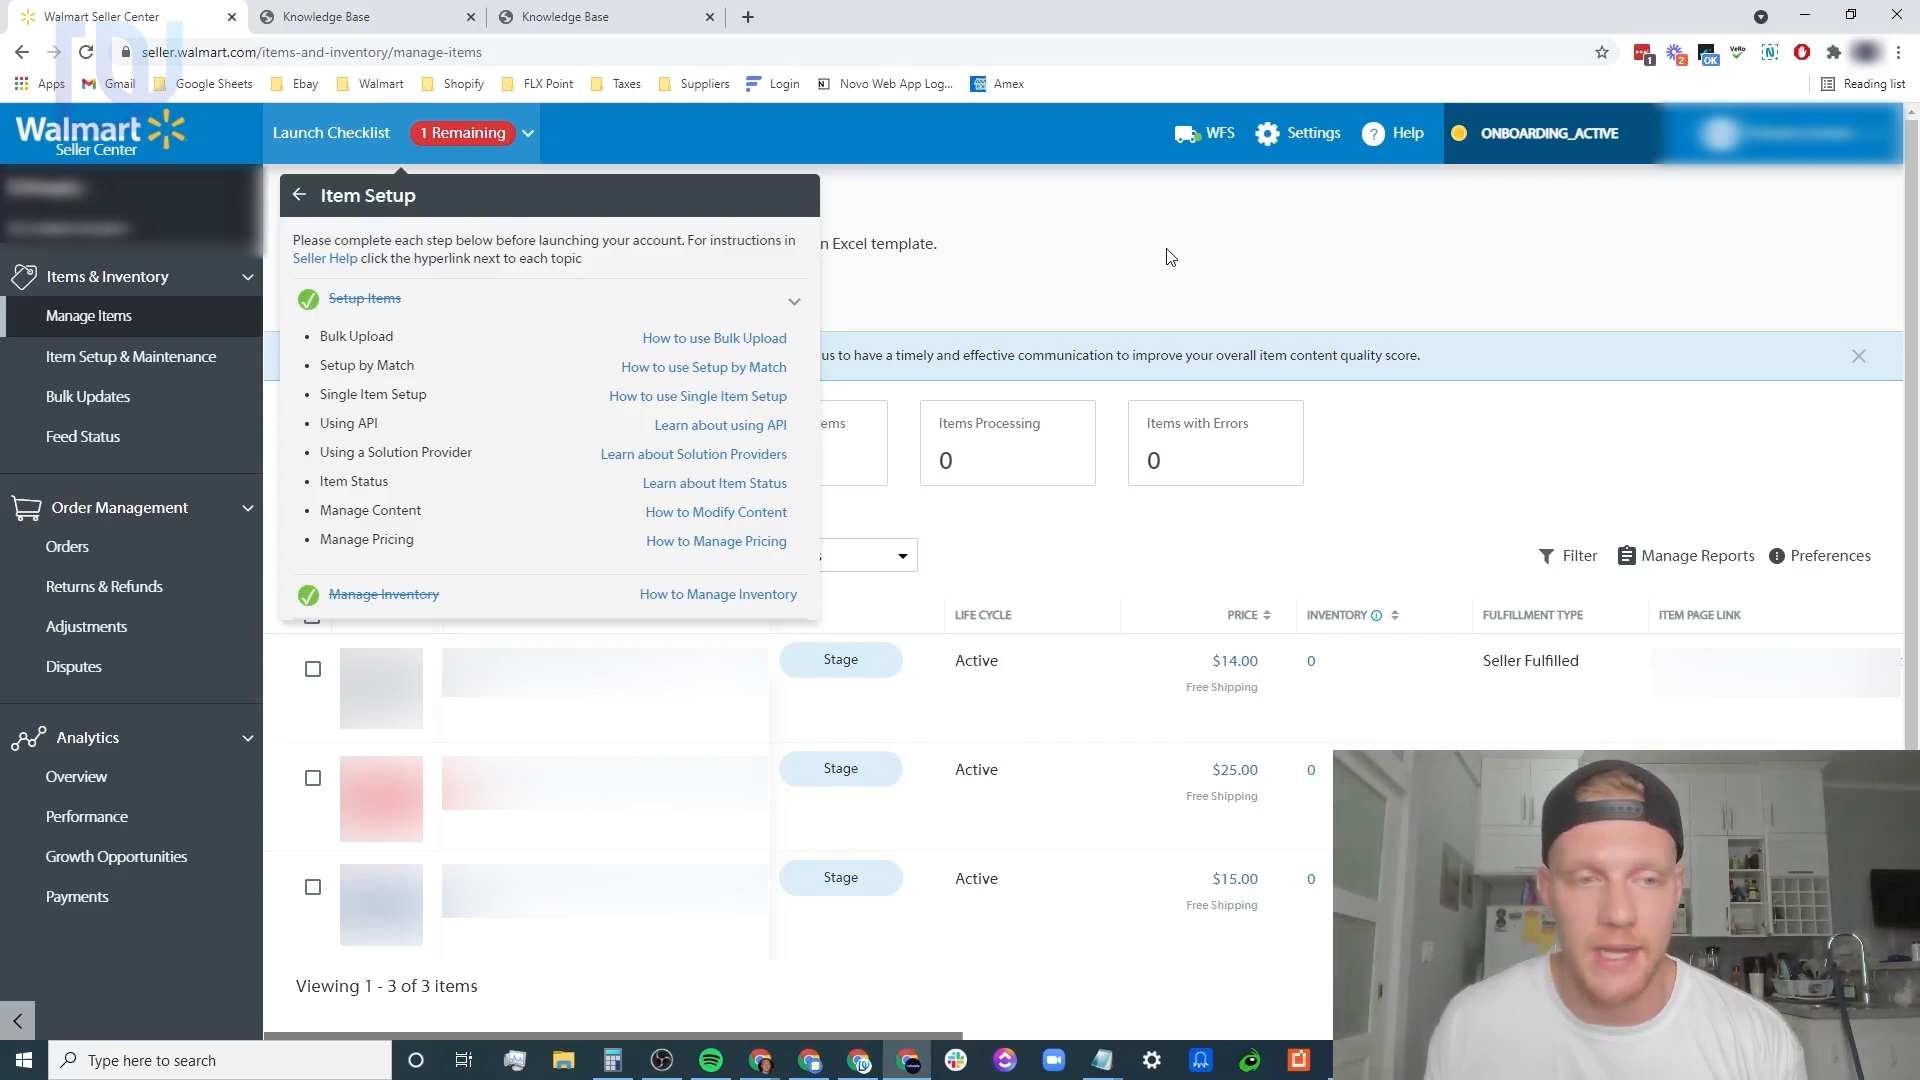 Walmart Seller Center
Knowledge Base
Knowledge Base
seller.walmart.com/items-and-inventory/manage-items
1
2
OK
VeRo
N
Apps
Gmail
Google Sheets
Ebay
Walmart
Shopify
FLX Point
Taxes
Suppliers
Login
Novo Web App Log...
Amex
Reading list
Walmart
Seller Center
Launch Checklist
1 Remaining
WFS
Settings
? Help
ONBOARDING_ACTIVE
Items & Inventory
Manage Items
Item Setup & Maintenance
Bulk Updates
Feed Status
Order Management
Orders
Returns & Refunds
Adjustments
Disputes
Analytics
Overview
Performance
Growth Opportunities
Payments
Item Setup
Please complete each step below before launching your account. For instructions in
Seller Help click the hyperlink next to each topic
Setup Items
• Bulk Upload How to use Bulk Upload
• Setup by Match How to use Setup by Match
• Single Item Setup How to use Single Item Setup
• Using API Learn about using API
• Using a Solution Provider Learn about Solution Providers
• Item Status Learn about Item Status
• Manage Content How to Modify Content
• Manage Pricing How to Manage Pricing
Manage Inventory How to Manage Inventory
n Excel template.
us to have a timely and effective communication to improve your overall item content quality score.
ems
Items Processing
0
Items with Errors
0
Filter
Manage Reports
Preferences
LIFE CYCLE PRICE INVENTORY FULFILLMENT TYPE ITEM PAGE LINK
Stage Active $14.00 0 Seller Fulfilled
Free Shipping
Stage Active $25.00 0
Free Shipping
Stage Active $15.00 0
Free Shipping
Viewing 1 - 3 of 3 items
Type here to search